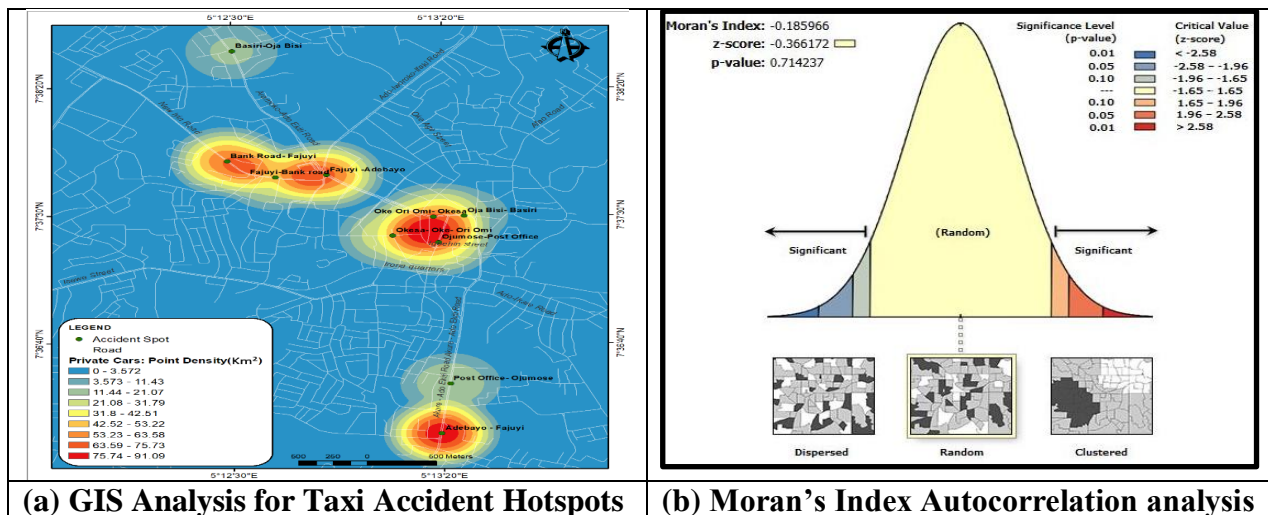 5°12'30"E
5°13'20"E
Basiri-Oja Bisi
7°38'20"N
7°38'20"N
Bank Road- Fajuyi
Fajuyi-Bank road
Fajuyi -Adebayo
Oke Ori Omi- Okesa
Oja Bisi- Basiri
7°37'30"N
7°37'30"N
Okesa- Oke- Ori Omi
Ojumose-Post Office
Irona quarters
7°36'40"N
7°36'40"N
Post Office- Ojumose
Adebayo - Fajuyi
LEGEND
Accident Spot
Road
Private Cars: Point Density(Km²)
0 - 3.572
3.573 - 11.43
11.44 - 21.07
21.08 - 31.79
31.8 - 42.51
42.52 - 53.22
53.23 - 63.58
63.59 - 75.73
75.74 - 91.09
500 250 0 500 Meters
5°12'30"E
5°13'20"E
(a) GIS Analysis for Taxi Accident Hotspots
Moran's Index: -0.185966
z-score: -0.366172
p-value: 0.714237
Significance Level (p-value)
Critical Value (z-score)
0.01 < -2.58
0.05 -2.58 – -1.96
0.10 -1.96 – -1.65
--- -1.65 – 1.65
0.10 1.65 – 1.96
0.05 1.96 – 2.58
0.01 > 2.58
Significant
(Random)
Significant
Dispersed
Random
Clustered
(b) Moran's Index Autocorrelation analysis